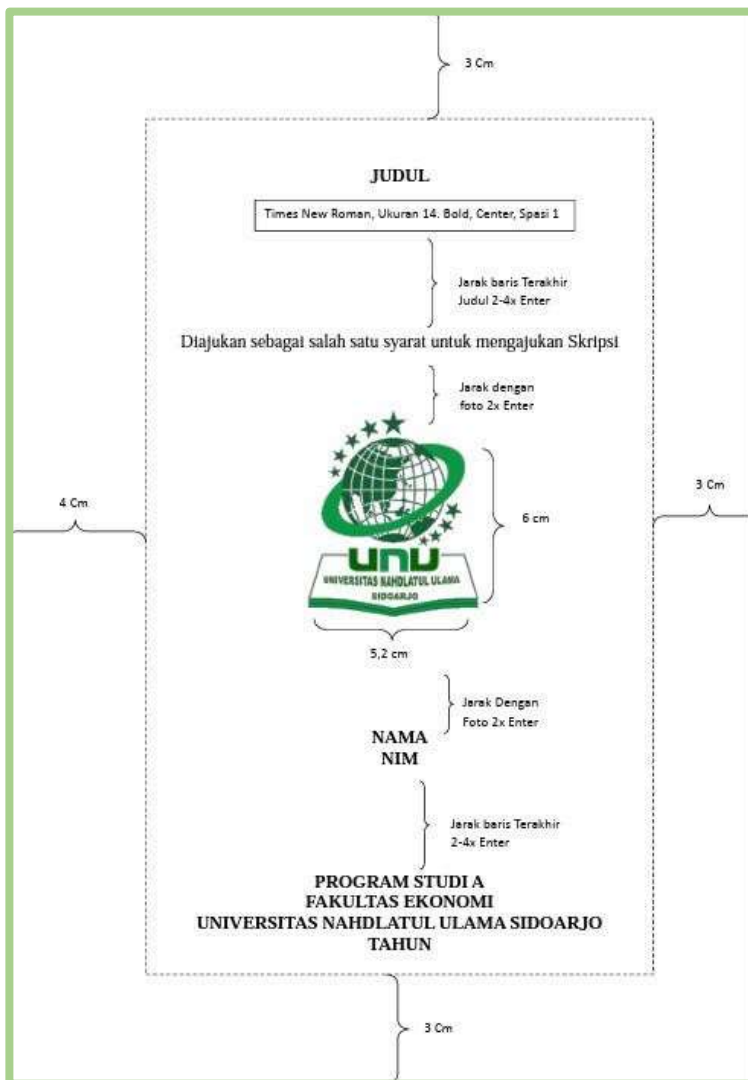 3 Cm
JUDUL
Times New Roman, Ukuran 14. Bold, Center, Spasi 1
Jarak baris Terakhir
Judul 2-4x Enter
Diajukan sebagai salah satu syarat untuk mengajukan Skripsi
Jarak dengan
foto 2x Enter
4 Cm
3 Cm
6 cm
UNU
UNIVERSITAS NAHDLATUL ULAMA
SIDOARJO
5,2 cm
Jarak Dengan
Foto 2x Enter
NAMA
NIM
Jarak baris Terakhir
2-4x Enter
PROGRAM STUDI A
FAKULTAS EKONOMI
UNIVERSITAS NAHDLATUL ULAMA SIDOARJO
TAHUN
3 Cm